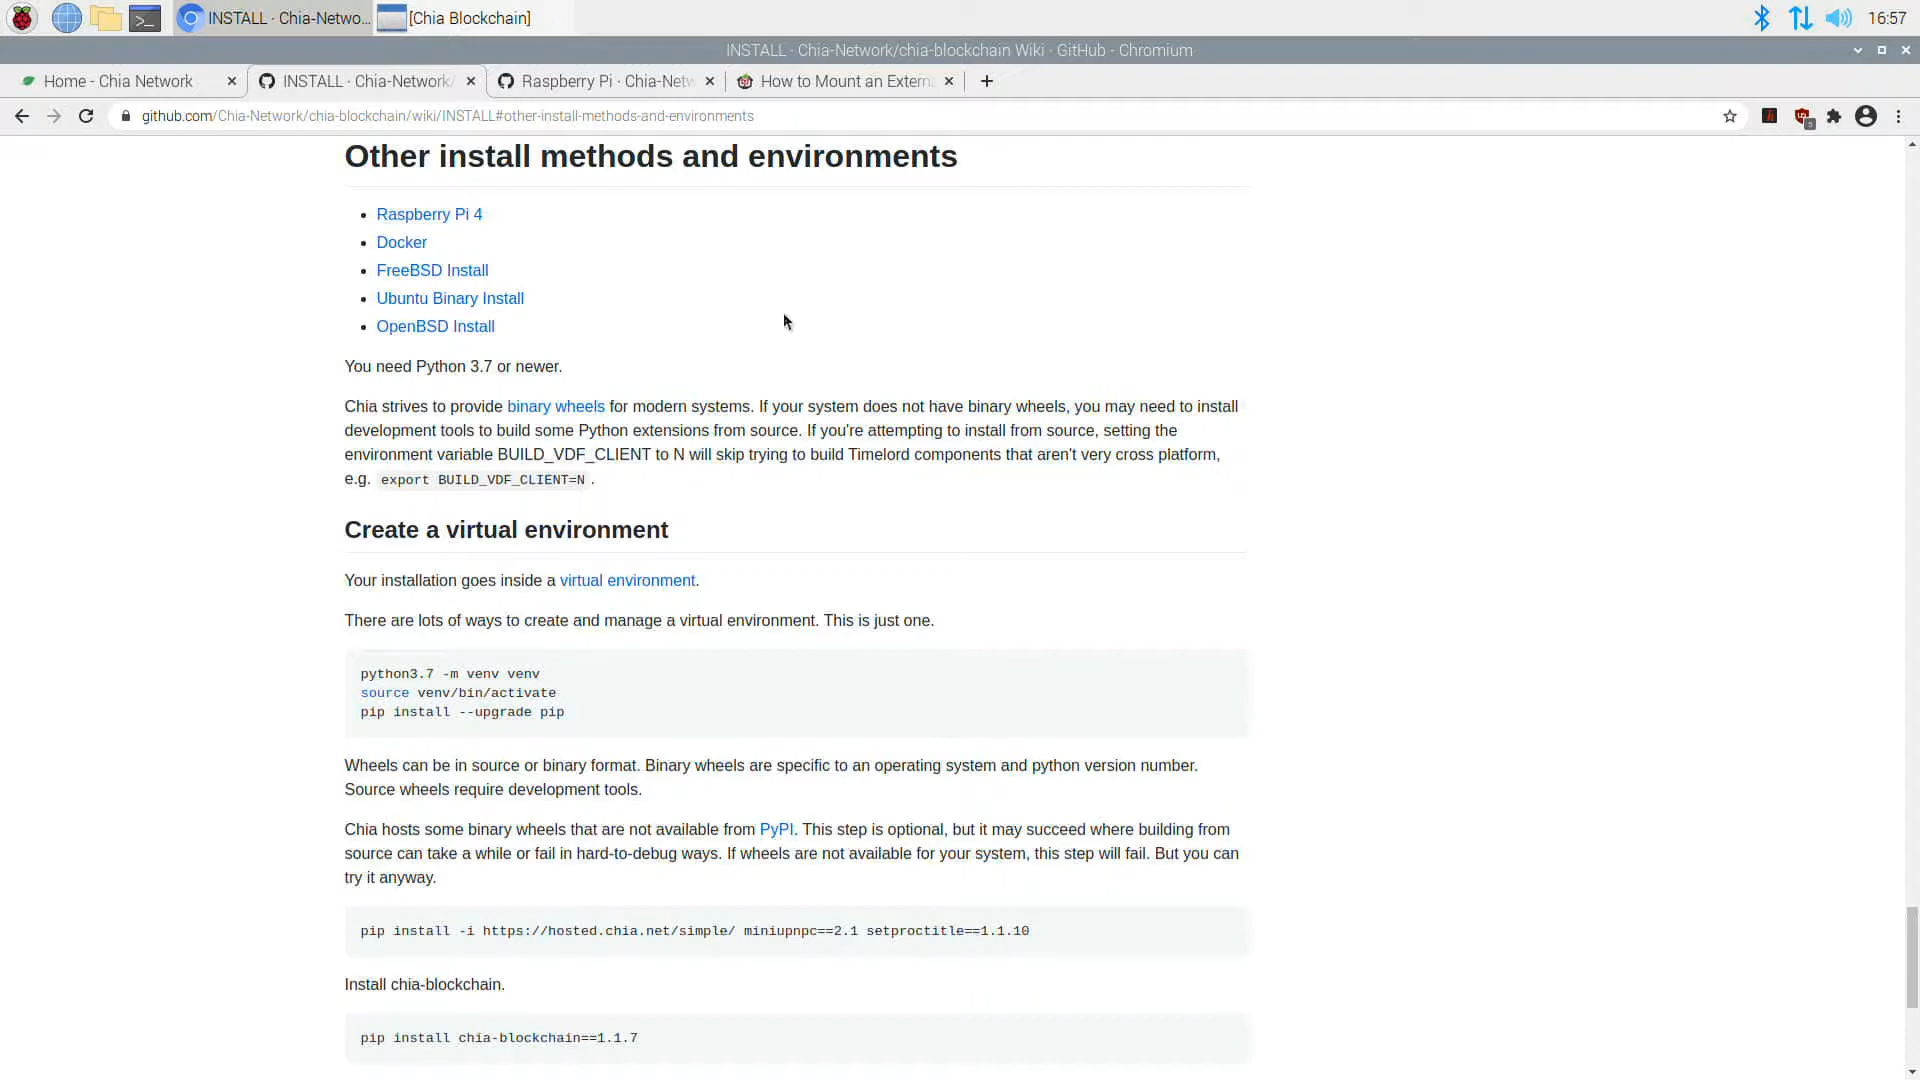 INSTALL · Chia-Netwo... [Chia Blockchain] 16:57
INSTALL · Chia-Network/chia-blockchain Wiki · GitHub - Chromium
Home - Chia Network INSTALL · Chia-Network/ Raspberry Pi · Chia-Netw How to Mount an Extern
github.com/Chia-Network/chia-blockchain/wiki/INSTALL#other-install-methods-and-environments
Other install methods and environments
Raspberry Pi 4
Docker
FreeBSD Install
Ubuntu Binary Install
OpenBSD Install
You need Python 3.7 or newer.
Chia strives to provide binary wheels for modern systems. If your system does not have binary wheels, you may need to install
development tools to build some Python extensions from source. If you're attempting to install from source, setting the
environment variable BUILD_VDF_CLIENT to N will skip trying to build Timelord components that aren't very cross platform,
e.g. export BUILD_VDF_CLIENT=N .
Create a virtual environment
Your installation goes inside a virtual environment.
There are lots of ways to create and manage a virtual environment. This is just one.
python3.7 -m venv venv
source venv/bin/activate
pip install --upgrade pip
Wheels can be in source or binary format. Binary wheels are specific to an operating system and python version number.
Source wheels require development tools.
Chia hosts some binary wheels that are not available from PyPI. This step is optional, but it may succeed where building from
source can take a while or fail in hard-to-debug ways. If wheels are not available for your system, this step will fail. But you can
try it anyway.
pip install -i https://hosted.chia.net/simple/ miniupnpc==2.1 setproctitle==1.1.10
Install chia-blockchain.
pip install chia-blockchain==1.1.7